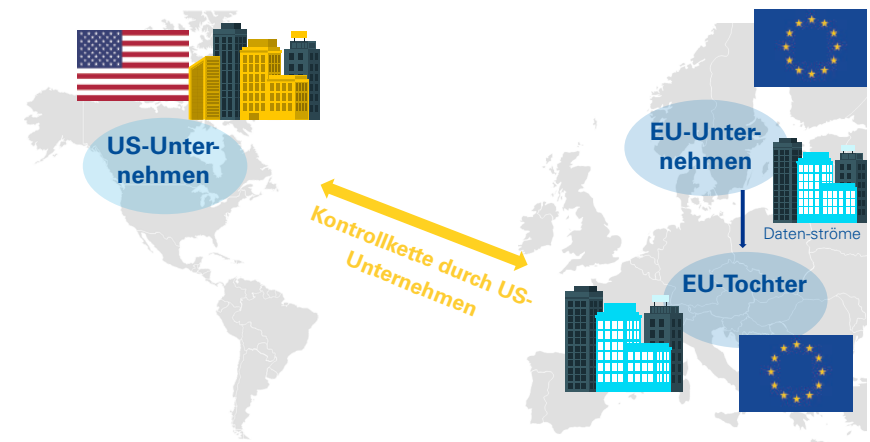 US-Unter-
nehmen
EU-Unter-
nehmen
Daten-ströme
Kontrollkette durch US-
Unternehmen
EU-Tochter